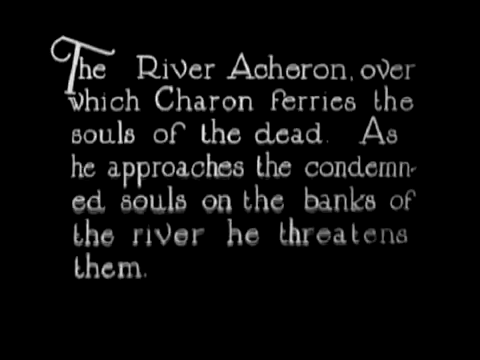 The River Acheron, over
which Charon ferries the
souls of the dead. As
he approaches the condemn-
ed souls on the banks of
the river he threatens
them.